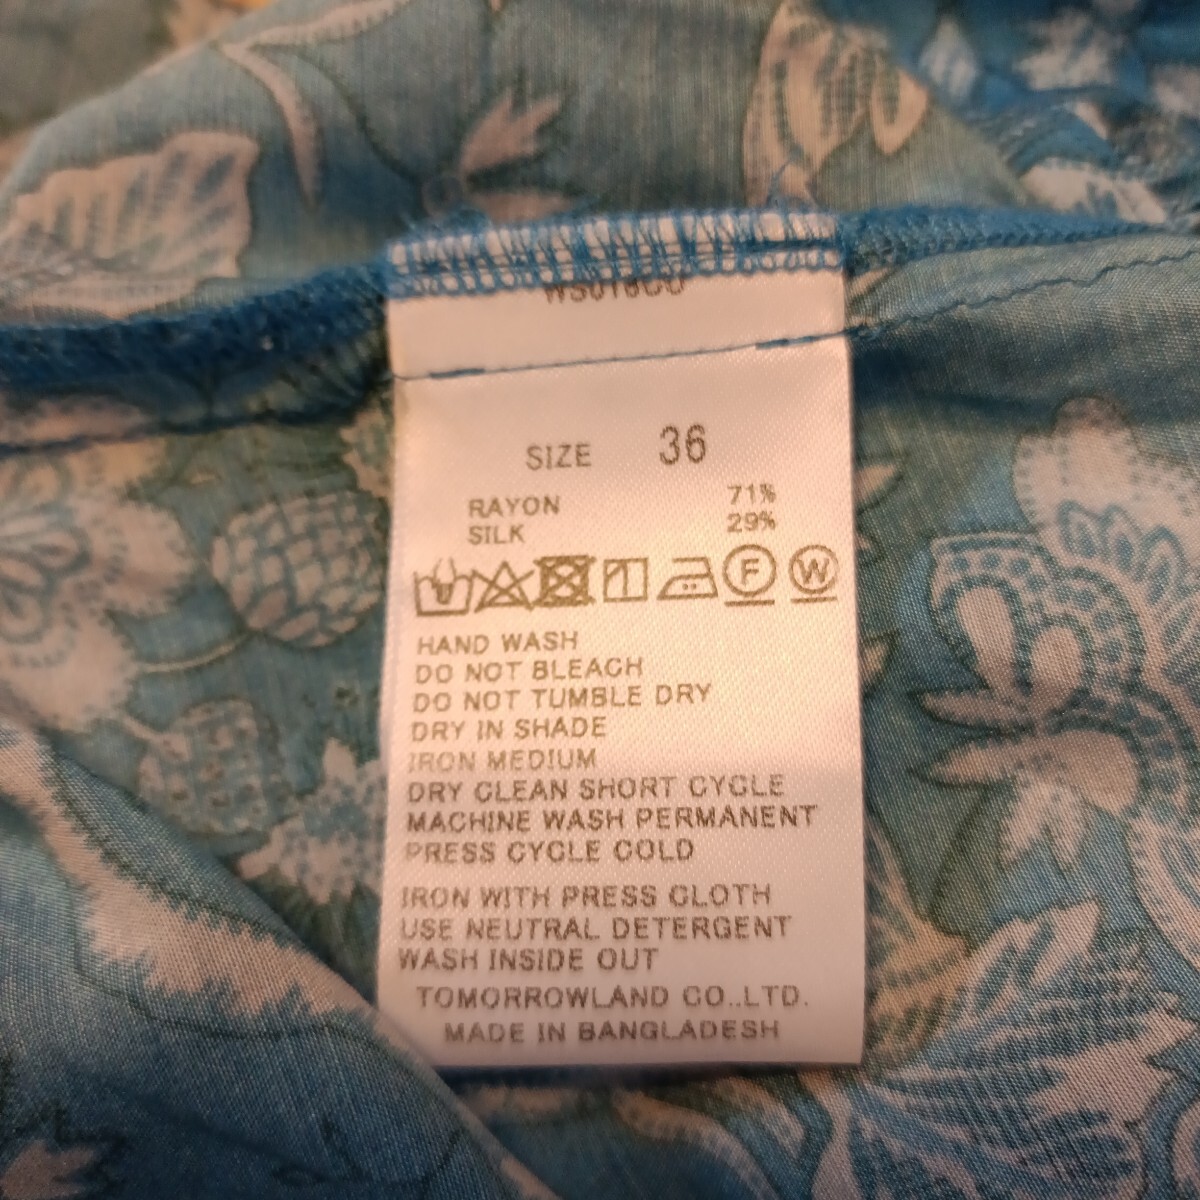 SIZE 36
RAYON 71%
SILK 29%
F W
HAND WASH
DO NOT BLEACH
DO NOT TUMBLE DRY
DRY IN SHADE
IRON MEDIUM
DRY CLEAN SHORT CYCLE
MACHINE WASH PERMANENT
PRESS CYCLE COLD
IRON WITH PRESS CLOTH
USE NEUTRAL DETERGENT
WASH INSIDE OUT
TOMORROWLAND CO.,LTD.
MADE IN BANGLADESH